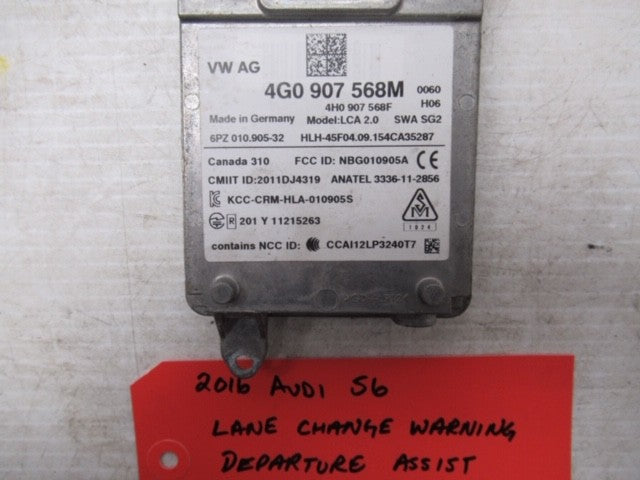 VW AG
4G0 907 568M 0060
4H0 907 568F H06
Made in Germany Model:LCA 2.0 SWA SG2
6PZ 010.905-32 HLH-45F04.09.154CA35287
Canada 310 FCC ID: NBG010905A CE
CMIIT ID:2011DJ4319 ANATEL 3336-11-2856
KCC-CRM-HLA-010905S
R 201 Y 11215263
1024
contains NCC ID: CCAI12LP3240T7
2016 AUDI S6
LANE CHANGE WARNING
DEPARTURE ASSIST